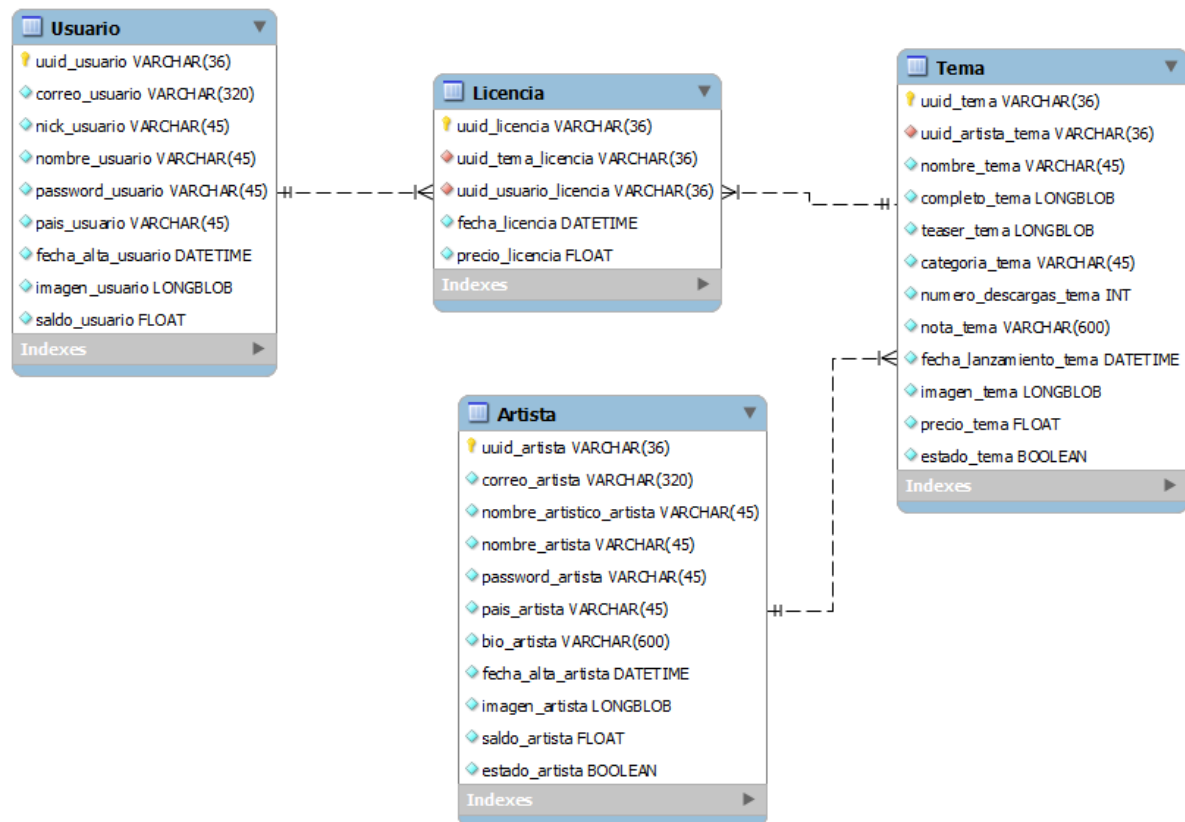 Usuario
uuid_usuario VARCHAR(36)
correo_usuario VARCHAR(320)
nick_usuario VARCHAR(45)
nombre_usuario VARCHAR(45)
password_usuario VARCHAR(45)
pais_usuario VARCHAR(45)
fecha_alta_usuario DATETIME
imagen_usuario LONGBLOB
saldo_usuario FLOAT
Indexes
Licencia
uuid_licencia VARCHAR(36)
uuid_tema_licencia VARCHAR(36)
uuid_usuario_licencia VARCHAR(36)
fecha_licencia DATETIME
precio_licencia FLOAT
Indexes
Tema
uuid_tema VARCHAR(36)
uuid_artista_tema VARCHAR(36)
nombre_tema VARCHAR(45)
completo_tema LONGBLOB
teaser_tema LONGBLOB
categoria_tema VARCHAR(45)
numero_descargas_tema INT
nota_tema VARCHAR(600)
fecha_lanzamiento_tema DATETIME
imagen_tema LONGBLOB
precio_tema FLOAT
estado_tema BOOLEAN
Indexes
Artista
uuid_artista VARCHAR(36)
correo_artista VARCHAR(320)
nombre_artistico_artista VARCHAR(45)
nombre_artista VARCHAR(45)
password_artista VARCHAR(45)
pais_artista VARCHAR(45)
bio_artista VARCHAR(600)
fecha_alta_artista DATETIME
imagen_artista LONGBLOB
saldo_artista FLOAT
estado_artista BOOLEAN
Indexes